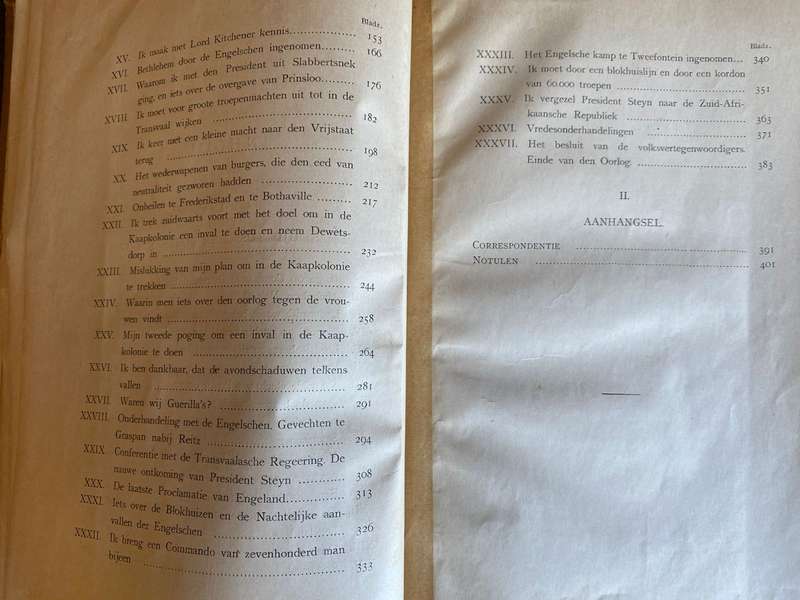 Bladz.
XV. Ik maak met Lord Kitchener kennis.................. 153
XVI. Bethlehem door de Engelschen ingenomen......... 166
XVII. Waarom ik met den President uit Slabbertsnek
ging, en iets over de overgave van Prinsloo... 176
XVIII. Ik moet voor groote troepenmachten uit tot in de
Transvaal wijken ........................................ 182
XIX. Ik keer met een kleine macht naar den Vrijstaat
terug ..................................................... 198
XX. Het wederwapenen van burgers, die den eed van
neutraliteit gezworen hadden ........................ 212
XXI. Onheilen te Frederikstad en te Bothaville ......... 217
XXII. Ik trek zuidwaarts voort met het doel om in de
Kaapkolonie een inval te doen en neem Dewets-
dorp in ................................................... 232
XXIII. Mislukking van mijn plan om in de Kaapkolonie
te trekken ................................................ 244
XXIV. Waarin men iets over den oorlog tegen de vrou-
wen vindt ................................................ 258
XXV. Mijn tweede poging om een inval in de Kaap-
kolonie te doen ........................................ 264
XXVI. Ik ben dankbaar, dat de avondschaduwen telkens
vallen ..................................................... 281
XXVII. Waren wij Guerilla's? .................................. 291
XXVIII. Onderhandeling met de Engelschen. Gevechten te
Graspan nabij Reitz .................................... 294
XXIX. Conferentie met de Transvaalsche Regeering. De
nauwe ontkoming van President Steyn ........... 308
XXX. De laatste Proclamatie van Engeland.............. 313
XXXI. Iets over de Blokhuizen en de Nachtelijke aan-
vallen der Engelschen ................................. 326
XXXII. Ik breng een Commando van zevenhonderd man
bijeen ..................................................... 333
Bladz.
XXXIII. Het Engelsche kamp te Tweefontein ingenomen... 340
XXXIV. Ik moet door een blokhuislijn en door een kordon
van 60.000 troepen .................................... 351
XXXV. Ik vergezel President Steyn naar de Zuid-Afri-
kaansche Republiek .................................... 363
XXXVI. Vredesonderhandelingen .............................. 371
XXXVII. Het besluit van de volksvertegenwoordigers.
Einde van den Oorlog. ................................. 383
II.
AANHANGSEL.
CORRESPONDENTIE ............................................. 391
NOTULEN ........................................................ 401